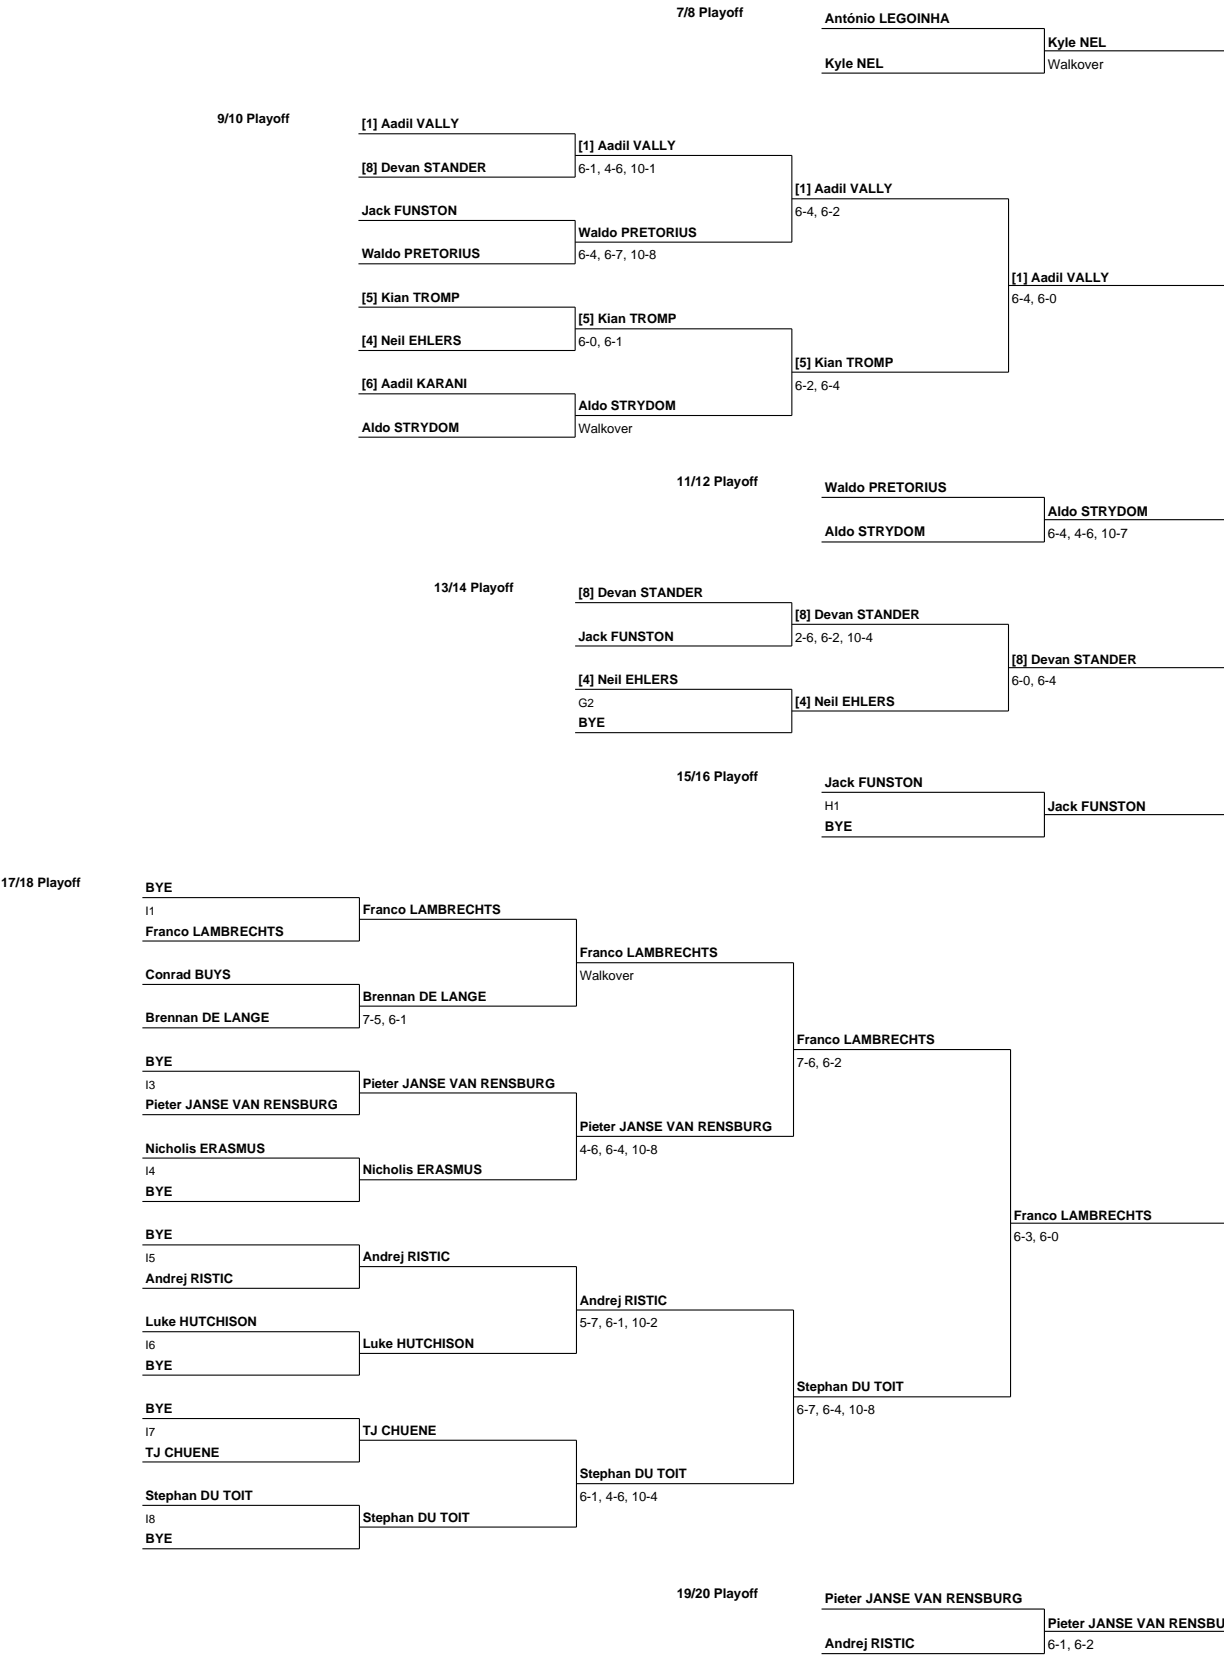 7/8 Playoff
António LEGOINHA
Kyle NEL
Kyle NEL
Walkover
9/10 Playoff
[1] Aadil VALLY
[1] Aadil VALLY
[8] Devan STANDER
6-1, 4-6, 10-1
[1] Aadil VALLY
Jack FUNSTON
6-4, 6-2
Waldo PRETORIUS
Waldo PRETORIUS
6-4, 6-7, 10-8
[1] Aadil VALLY
[5] Kian TROMP
6-4, 6-0
[5] Kian TROMP
[4] Neil EHLERS
6-0, 6-1
[5] Kian TROMP
[6] Aadil KARANI
6-2, 6-4
Aldo STRYDOM
Aldo STRYDOM
Walkover
11/12 Playoff
Waldo PRETORIUS
Aldo STRYDOM
Aldo STRYDOM
6-4, 4-6, 10-7
13/14 Playoff
[8] Devan STANDER
[8] Devan STANDER
Jack FUNSTON
2-6, 6-2, 10-4
[8] Devan STANDER
[4] Neil EHLERS
6-0, 6-4
G2
[4] Neil EHLERS
BYE
15/16 Playoff
Jack FUNSTON
H1
Jack FUNSTON
BYE
17/18 Playoff
BYE
I1
Franco LAMBRECHTS
Franco LAMBRECHTS
Franco LAMBRECHTS
Conrad BUYS
Walkover
Brennan DE LANGE
Brennan DE LANGE
7-5, 6-1
Franco LAMBRECHTS
BYE
7-6, 6-2
I3
Pieter JANSE VAN RENSBURG
Pieter JANSE VAN RENSBURG
Pieter JANSE VAN RENSBURG
Nicholis ERASMUS
4-6, 6-4, 10-8
I4
Nicholis ERASMUS
BYE
Franco LAMBRECHTS
BYE
6-3, 6-0
I5
Andrej RISTIC
Andrej RISTIC
Andrej RISTIC
Luke HUTCHISON
5-7, 6-1, 10-2
I6
Luke HUTCHISON
BYE
Stephan DU TOIT
BYE
6-7, 6-4, 10-8
I7
TJ CHUENE
TJ CHUENE
Stephan DU TOIT
Stephan DU TOIT
6-1, 4-6, 10-4
I8
Stephan DU TOIT
BYE
19/20 Playoff
Pieter JANSE VAN RENSBURG
Pieter JANSE VAN RENSBU
Andrej RISTIC
6-1, 6-2